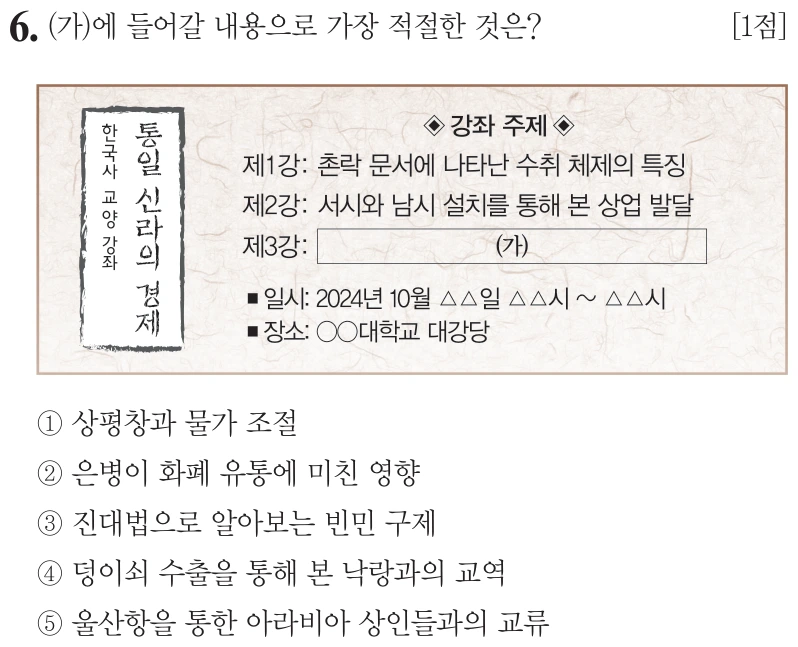 6. (가)에 들어갈 내용으로 가장 적절한 것은? [1점]
통일 신라의 경제
한국사 교양 강좌
◈ 강좌 주제 ◈
제1강: 촌락 문서에 나타난 수취 체제의 특징
제2강: 서시와 남시 설치를 통해 본 상업 발달
제3강: (가)
■ 일시: 2024년 10월 △△일 △△시 ~ △△시
■ 장소: ○○대학교 대강당
① 상평창과 물가 조절
② 은병이 화폐 유통에 미친 영향
③ 진대법으로 알아보는 빈민 구제
④ 덩이쇠 수출을 통해 본 낙랑과의 교역
⑤ 울산항을 통한 아라비아 상인들과의 교류